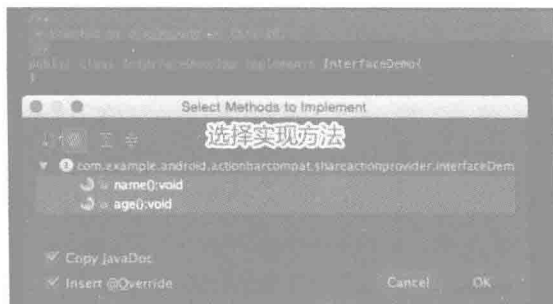 public class implements InterfaceDemo{
}
Select Methods to Implement
选择实现方法
com.example.android.actionbarcompat.shareactionprovider.InterfaceDem
name():void
age():void
Copy JavaDoc
Insert @Override
Cancel OK